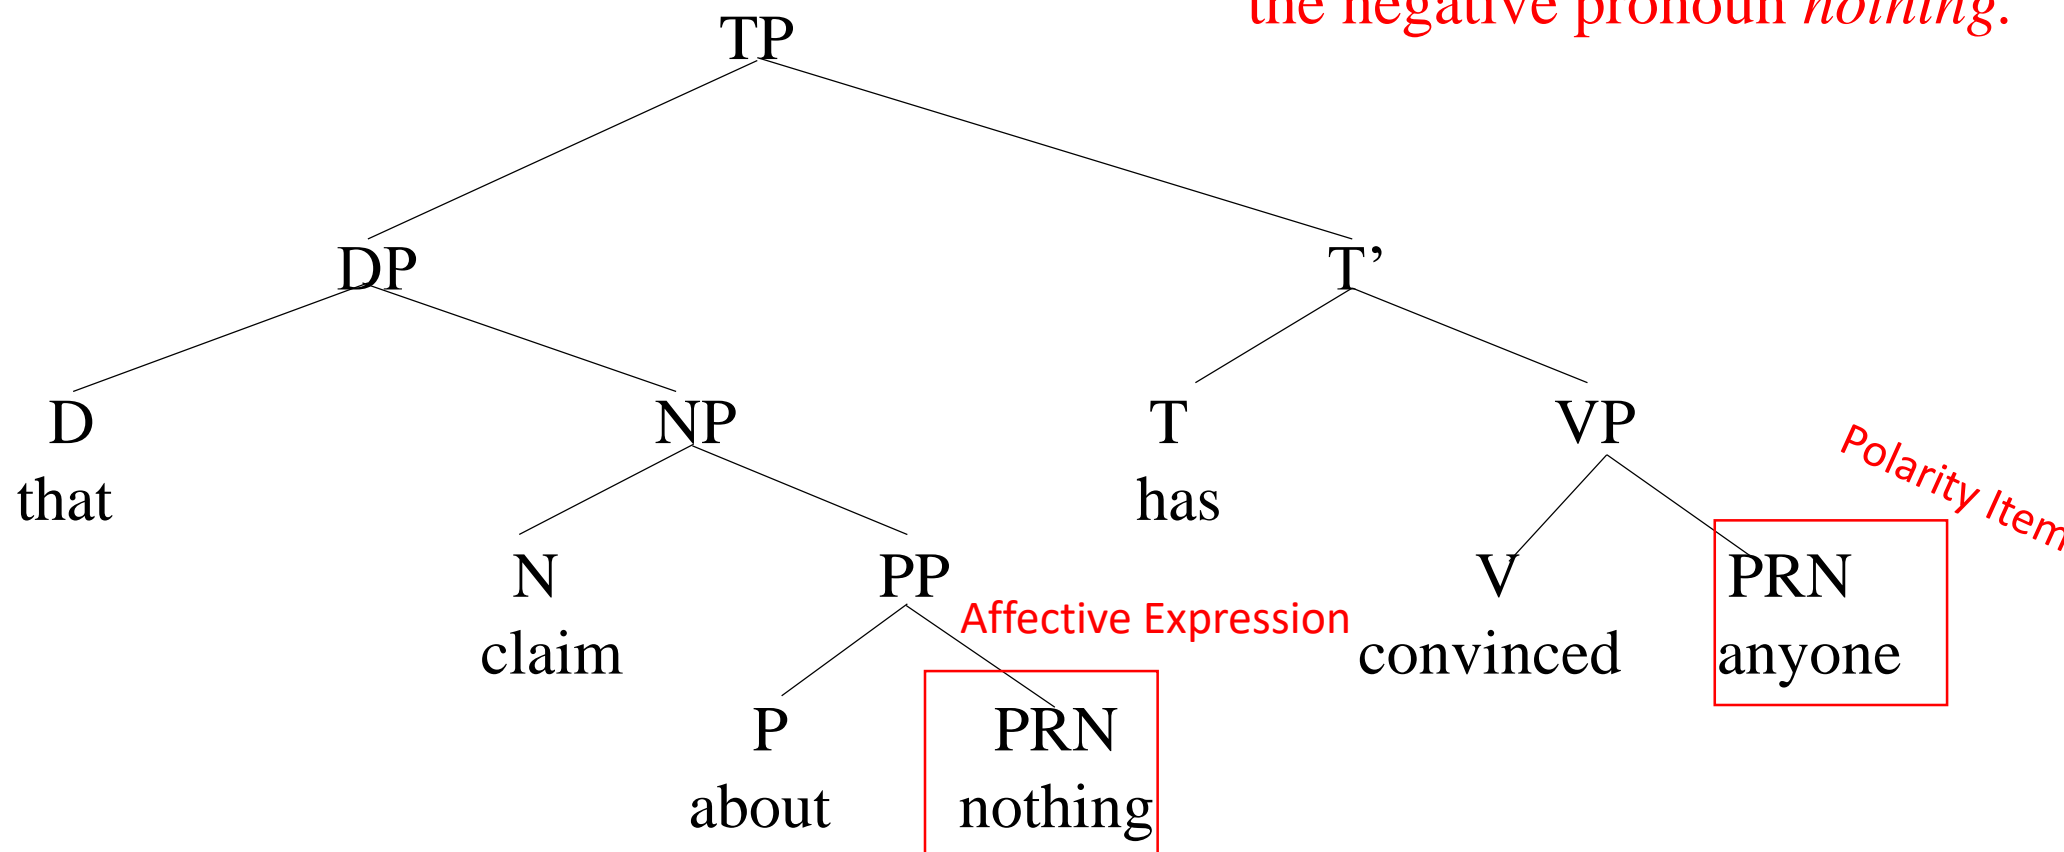 the negative pronoun nothing.
TP
DP T’
D NP T VP
that has
Polarity Item
N PP V PRN
claim Affective Expression convinced anyone
P PRN
about nothing